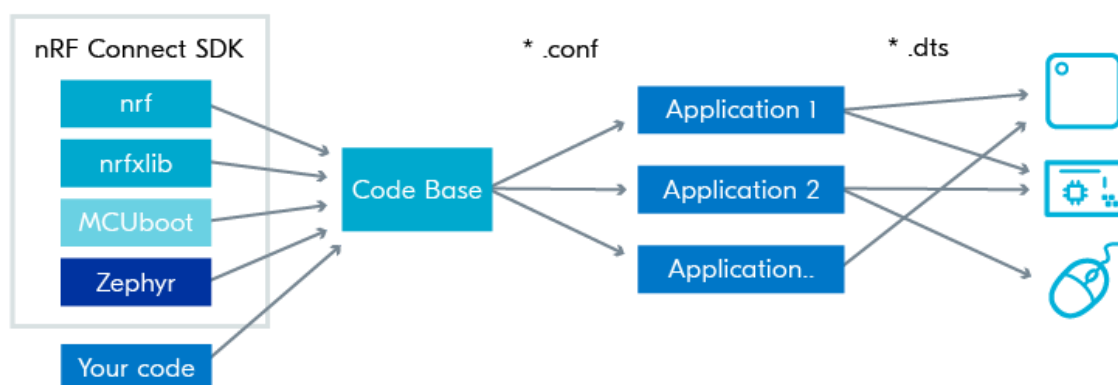 nRF Connect SDK
* .conf
* .dts
nrf
nrfxlib
MCUboot
Zephyr
Your code
Code Base
Application 1
Application 2
Application..